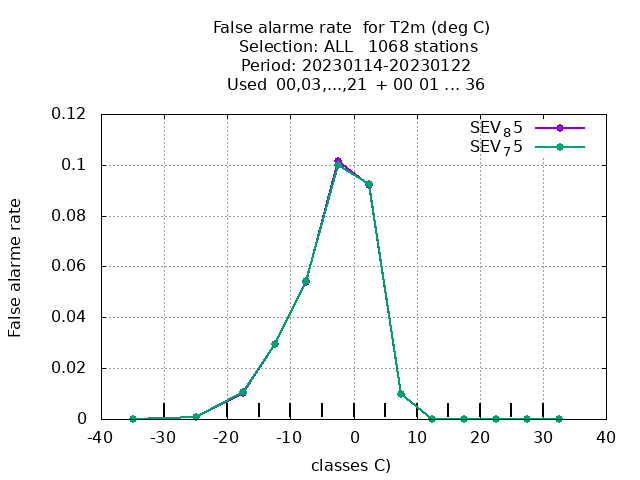 False alarme rate  for T2m (deg C)
Selection: ALL   1068 stations
Period: 20230114-20230122
Used  00,03,...,21  + 00 01 ... 36
SEV₈5
SEV₇5
0.12
0.1
0.08
0.06
0.04
0.02
0
False alarme rate
-40 -30 -20 -10 0 10 20 30 40
classes C)